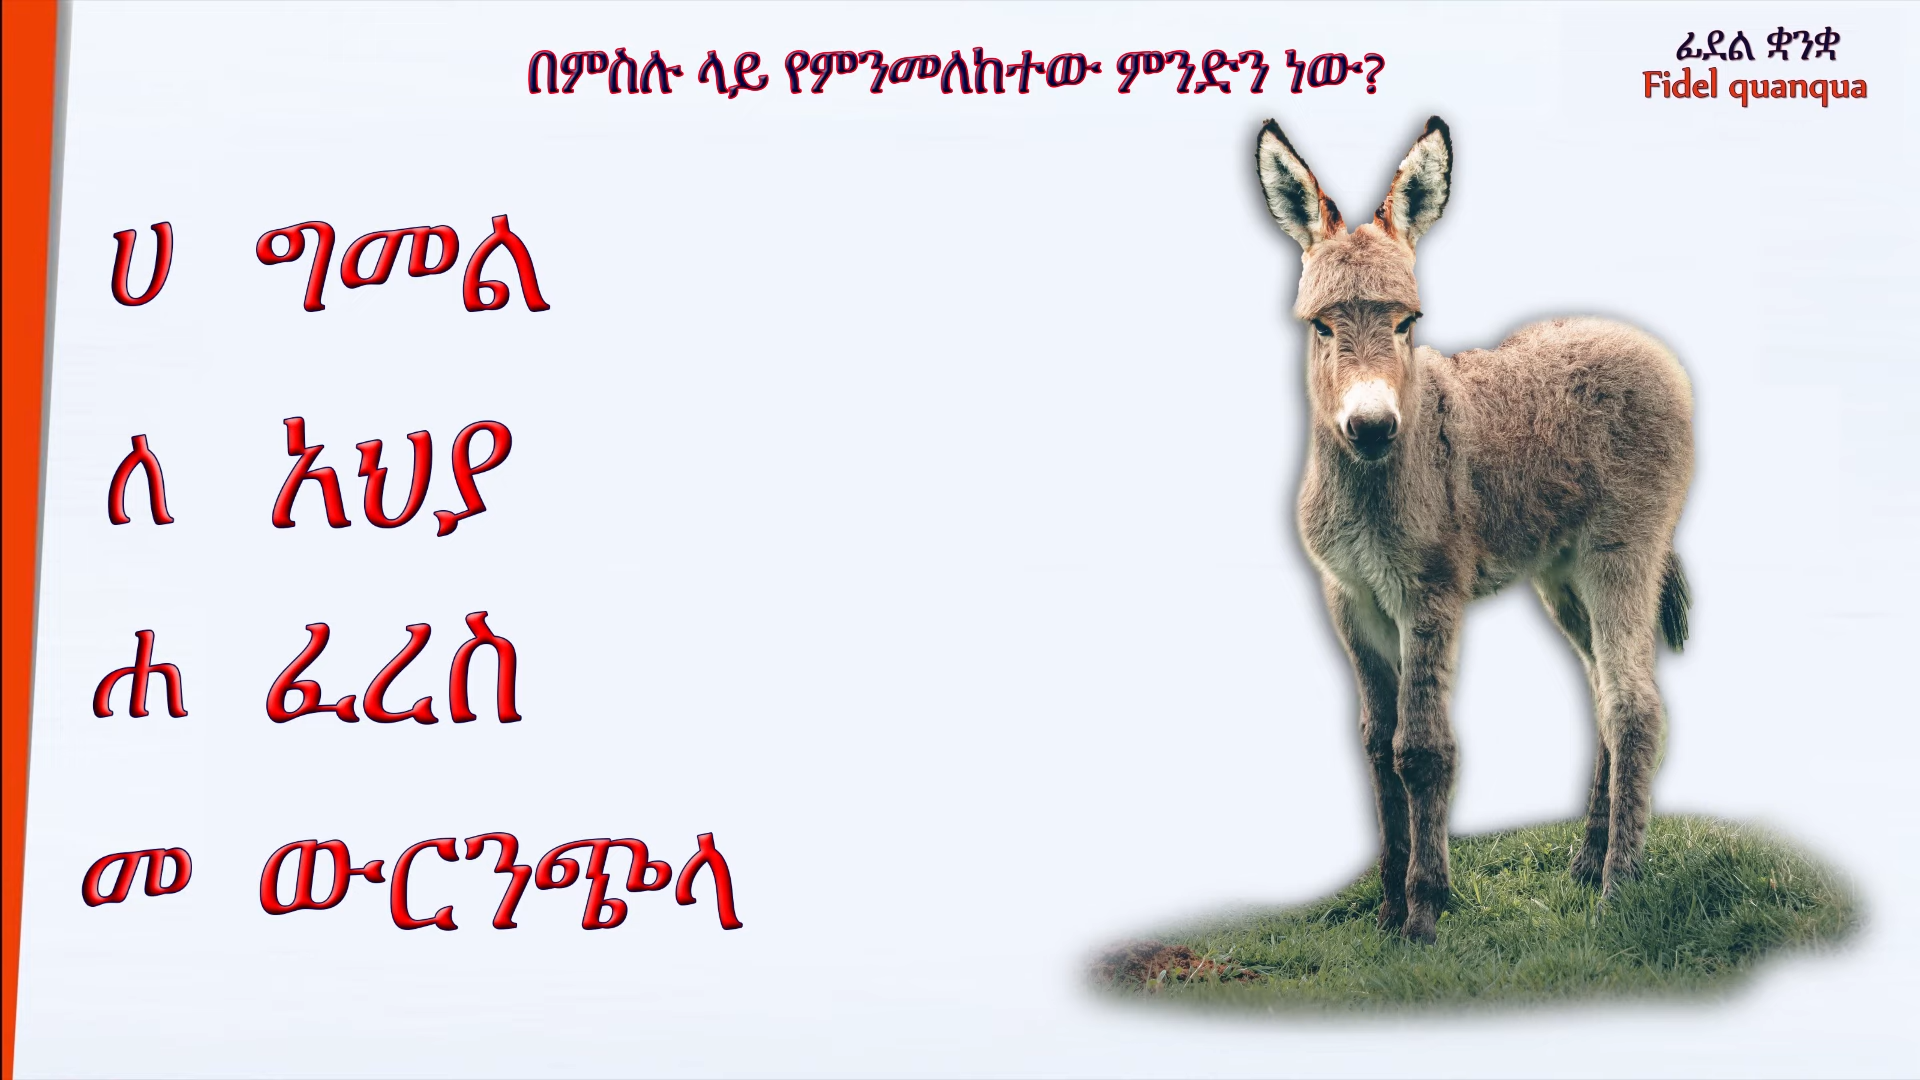 በምስሉ ላይ የምንመለከተው ምንድን ነው?
ፊደል ቋንቋ
Fidel quanqua
ሀ ግመል
ለ አህያ
ሐ ፈረስ
መ ውርንጭላ